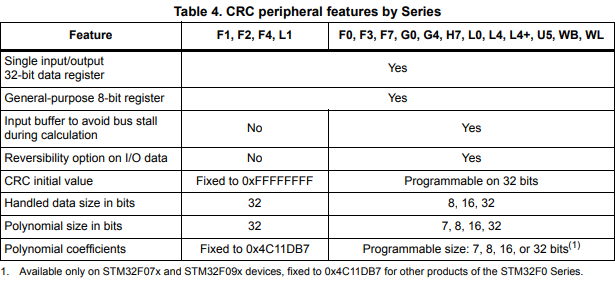 Table 4. CRC peripheral features by Series
Feature F1, F2, F4, L1 F0, F3, F7, G0, G4, H7, L0, L4, L4+, U5, WB, WL
Single input/output
32-bit data register Yes
General-purpose 8-bit register Yes
Input buffer to avoid bus stall
during calculation No Yes
Reversibility option on I/O data No Yes
CRC initial value Fixed to 0xFFFFFFFF Programmable on 32 bits
Handled data size in bits 32 8, 16, 32
Polynomial size in bits 32 7, 8, 16, 32
Polynomial coefficients Fixed to 0x4C11DB7 Programmable size: 7, 8, 16, or 32 bits(1)
1. Available only on STM32F07x and STM32F09x devices, fixed to 0x4C11DB7 for other products of the STM32F0 Series.